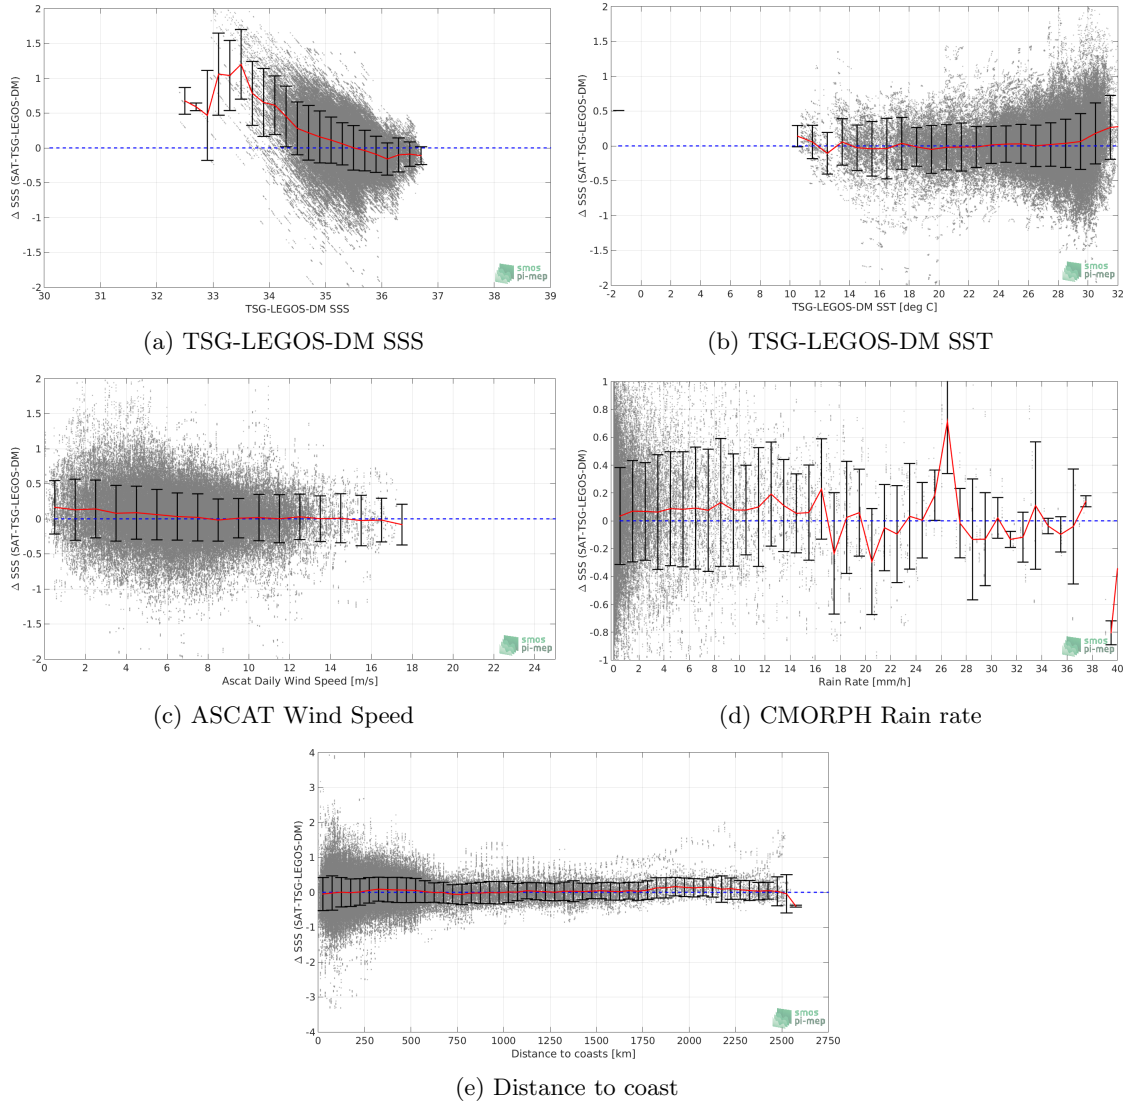 2
1.5
1
0.5
0
-0.5
-1
-1.5
-2
Δ SSS (SAT-TSG-LEGOS-DM)
30 31 32 33 34 35 36 37 38 39
TSG-LEGOS-DM SSS
smos
pi-mep
(a) TSG-LEGOS-DM SSS
2
1.5
1
0.5
0
-0.5
-1
-1.5
-2
Δ SSS (SAT-TSG-LEGOS-DM)
-2 0 2 4 6 8 10 12 14 16 18 20 22 24 26 28 30 32
TSG-LEGOS-DM SST [deg C]
smos
pi-mep
(b) TSG-LEGOS-DM SST
2
1.5
1
0.5
0
-0.5
-1
-1.5
-2
Δ SSS (SAT-TSG-LEGOS-DM)
0 2 4 6 8 10 12 14 16 18 20 22 24
Ascat Daily Wind Speed [m/s]
smos
pi-mep
(c) ASCAT Wind Speed
1
0.8
0.6
0.4
0.2
0
-0.2
-0.4
-0.6
-0.8
-1
Δ SSS (SAT-TSG-LEGOS-DM)
0 2 4 6 8 10 12 14 16 18 20 22 24 26 28 30 32 34 36 38 40
Rain Rate [mm/h]
smos
pi-mep
(d) CMORPH Rain rate
4
3
2
1
0
-1
-2
-3
-4
Δ SSS (SAT-TSG-LEGOS-DM)
0 250 500 750 1000 1250 1500 1750 2000 2250 2500 2750
Distance to coasts [km]
smos
pi-mep
(e) Distance to coast